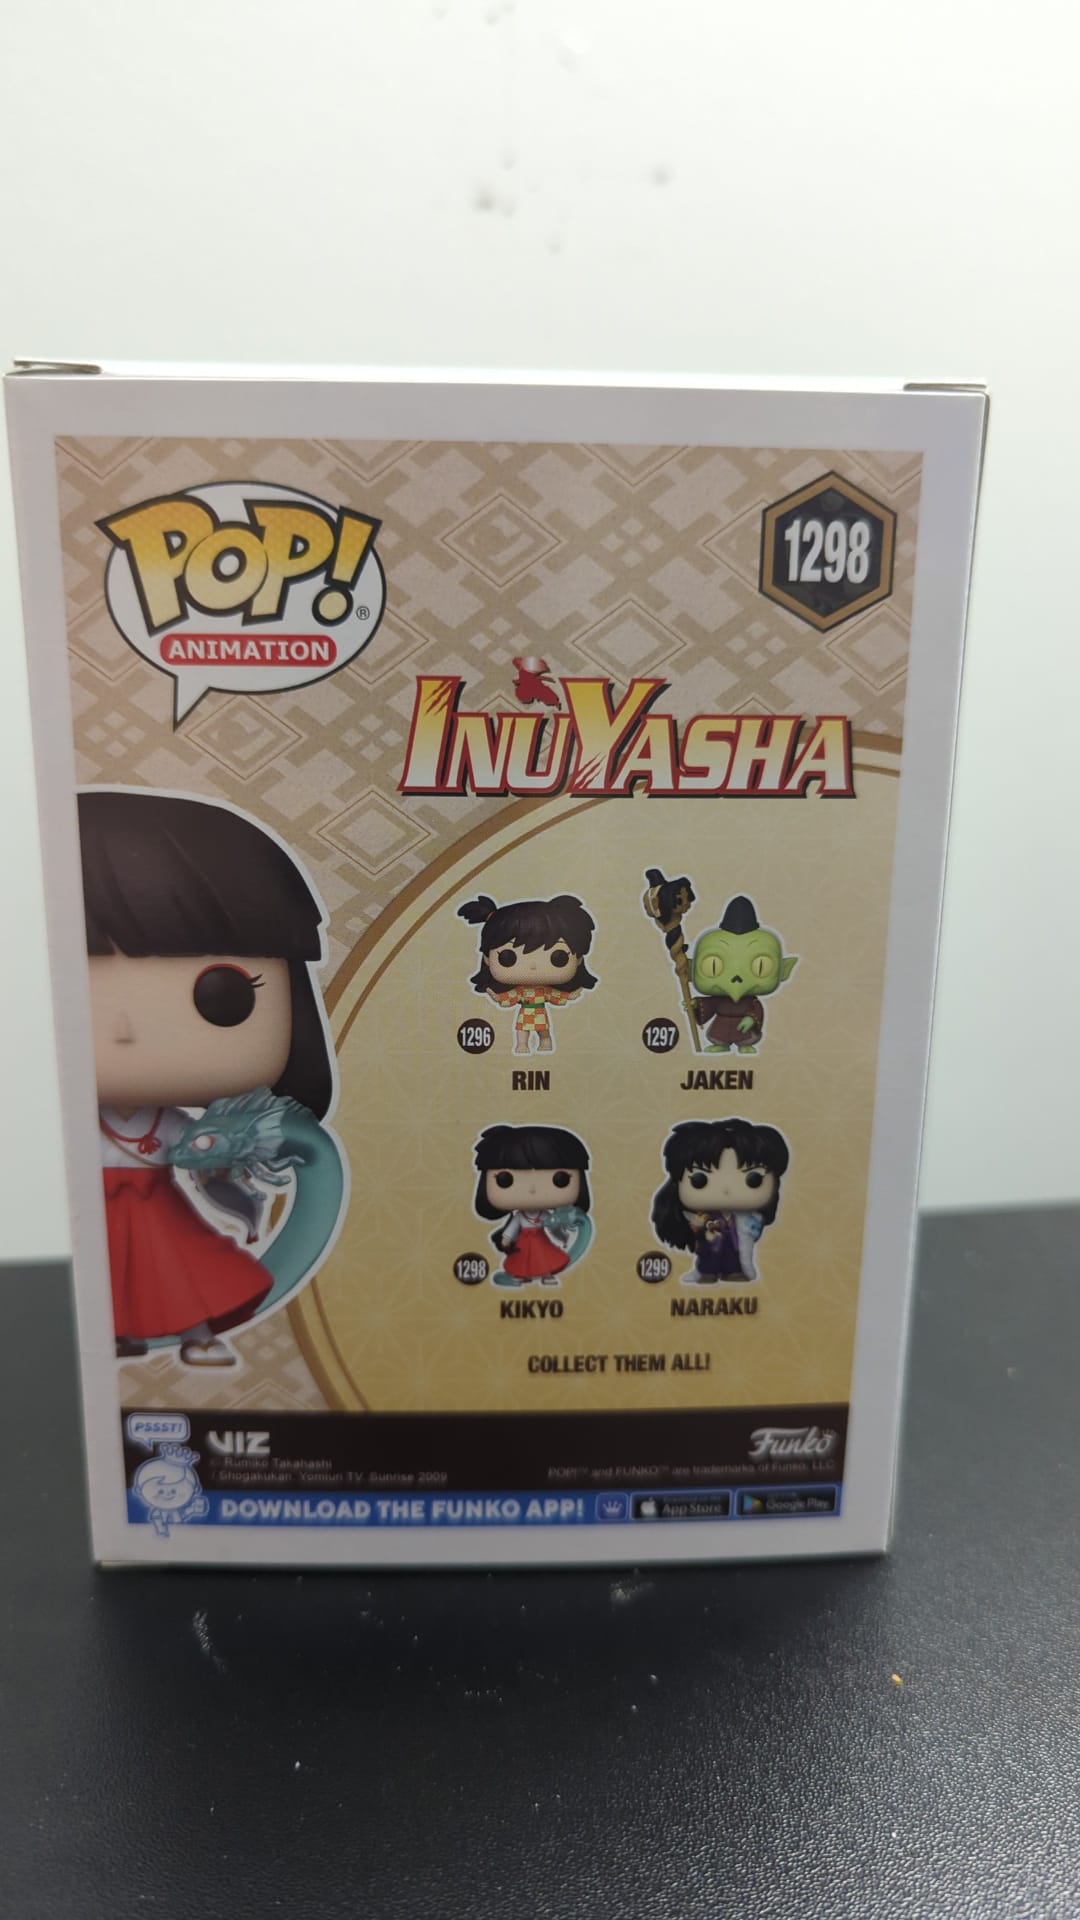 POP!®
ANIMATION
1298
INUYASHA
1296
RIN
1297
JAKEN
1298
KIKYO
1299
NARAKU
COLLECT THEM ALL!
PSSST!
VIZ
© Rumiko Takahashi
/ Shogakukan, Yomiuri TV, Sunrise 2009
Funko
POP!™ and FUNKO™ are trademarks of Funko, LLC
DOWNLOAD THE FUNKO APP!
App Store
Google Play